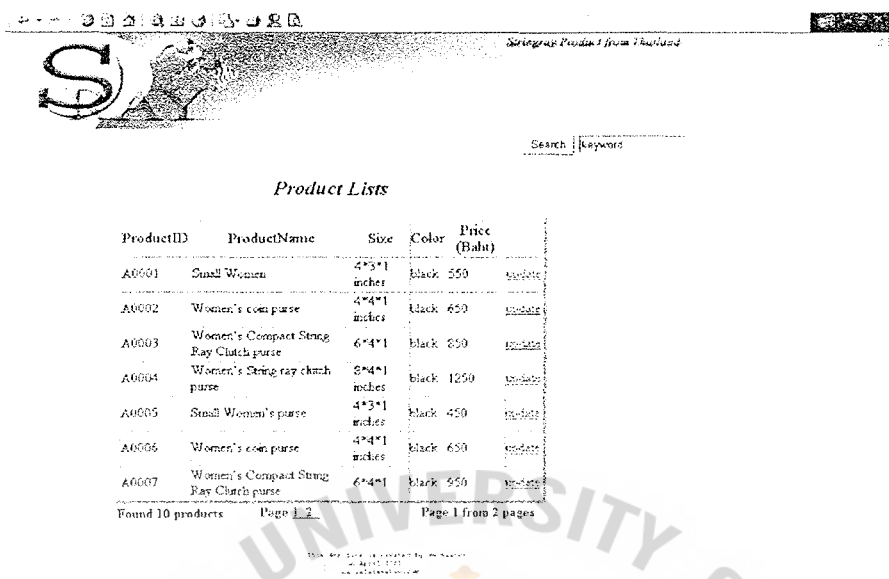 Stringray Product from Thailand
S
Search keyword
Product Lists
ProductID ProductName Size Color Price (Baht)
A0001 Small Women 4*3*1 inches black 550 update
A0002 Women's coin purse 4*4*1 inches black 650 update
A0003 Women's Compact String Ray Clutch purse 6*4*1 black 850 update
A0004 Women's String ray clutch purse 8*4*1 inches black 1250 update
A0005 Small Women's purse 4*3*1 inches black 450 update
A0006 Women's coin purse 4*4*1 inches black 650 update
A0007 Women's Compact String Ray Clutch purse 6*4*1 black 950 update
Found 10 products Page 1 2 Page 1 from 2 pages
UNIVERSITY